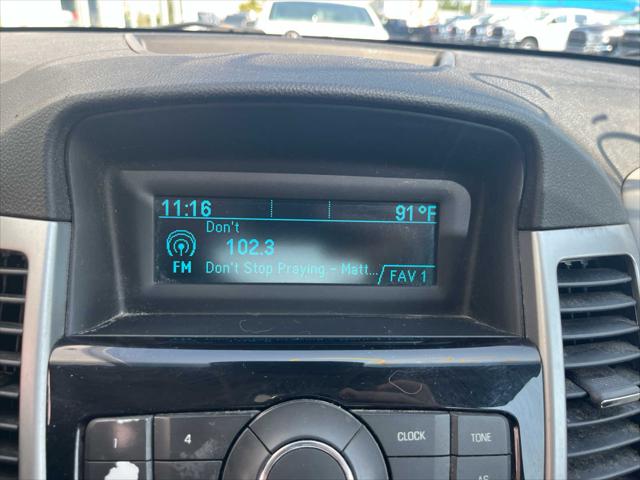 11:16 91°F
Don't
102.3
FM Don't Stop Praying - Matt... FAV 1
1 4 CLOCK TONE